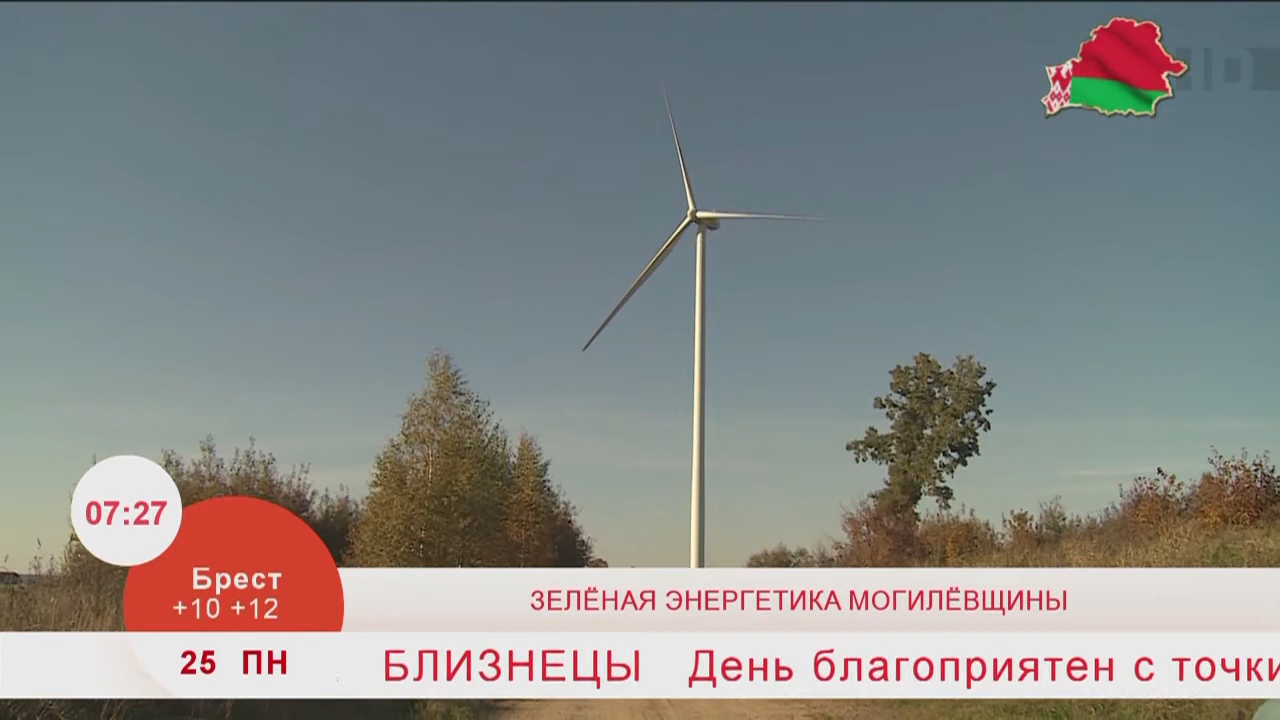 07:27
Брест
+10 +12
ЗЕЛЁНАЯ ЭНЕРГЕТИКА МОГИЛЁВЩИНЫ
25 ПН
БЛИЗНЕЦЫ День благоприятен с точки